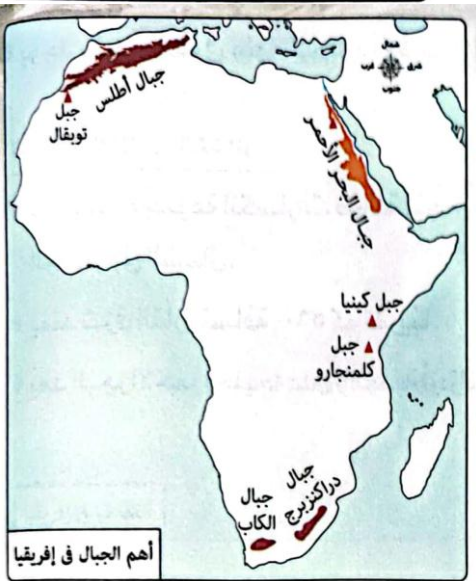 شمال
شرق
غرب
جنوب
جبال أطلس
جبل
توبقال
جبال البحر الأحمر
جبل كينيا
جبل
كلمنجارو
جبال
دراكنزبرج
جبال
الكاب
أهم الجبال فى إفريقيا